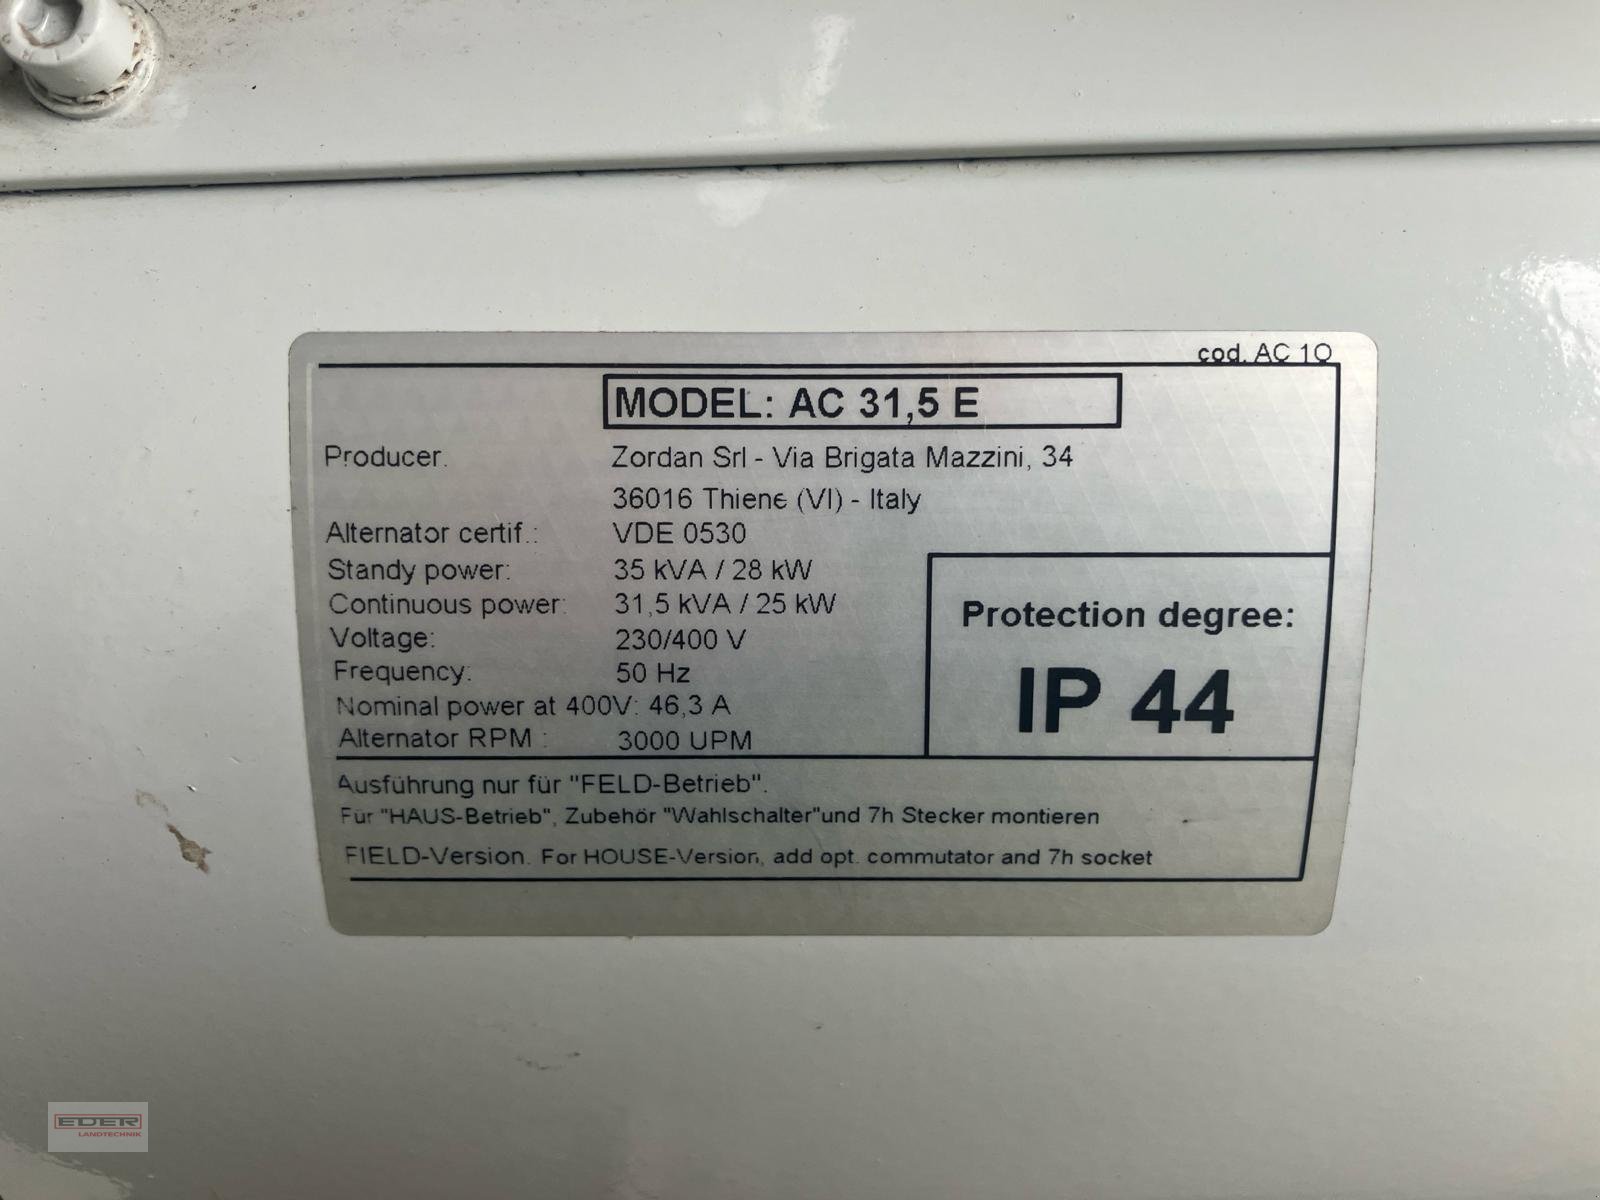 cod. AC 1O
MODEL: AC 31,5 E
Producer. Zordan Srl - Via Brigata Mazzini, 34
36016 Thiene (VI) - Italy
Alternator certif.: VDE 0530
Standy power: 35 kVA / 28 kW
Continuous power: 31,5 kVA / 25 kW
Voltage: 230/400 V
Frequency: 50 Hz
Nominal power at 400V: 46,3 A
Alternator RPM : 3000 UPM
Protection degree:
IP 44
Ausführung nur für "FELD-Betrieb".
Für "HAUS-Betrieb", Zubehör "Wahlschalter"und 7h Stecker montieren
FIELD-Version. For HOUSE-Version, add opt. commutator and 7h socket
EDER
LANDTECHNIK